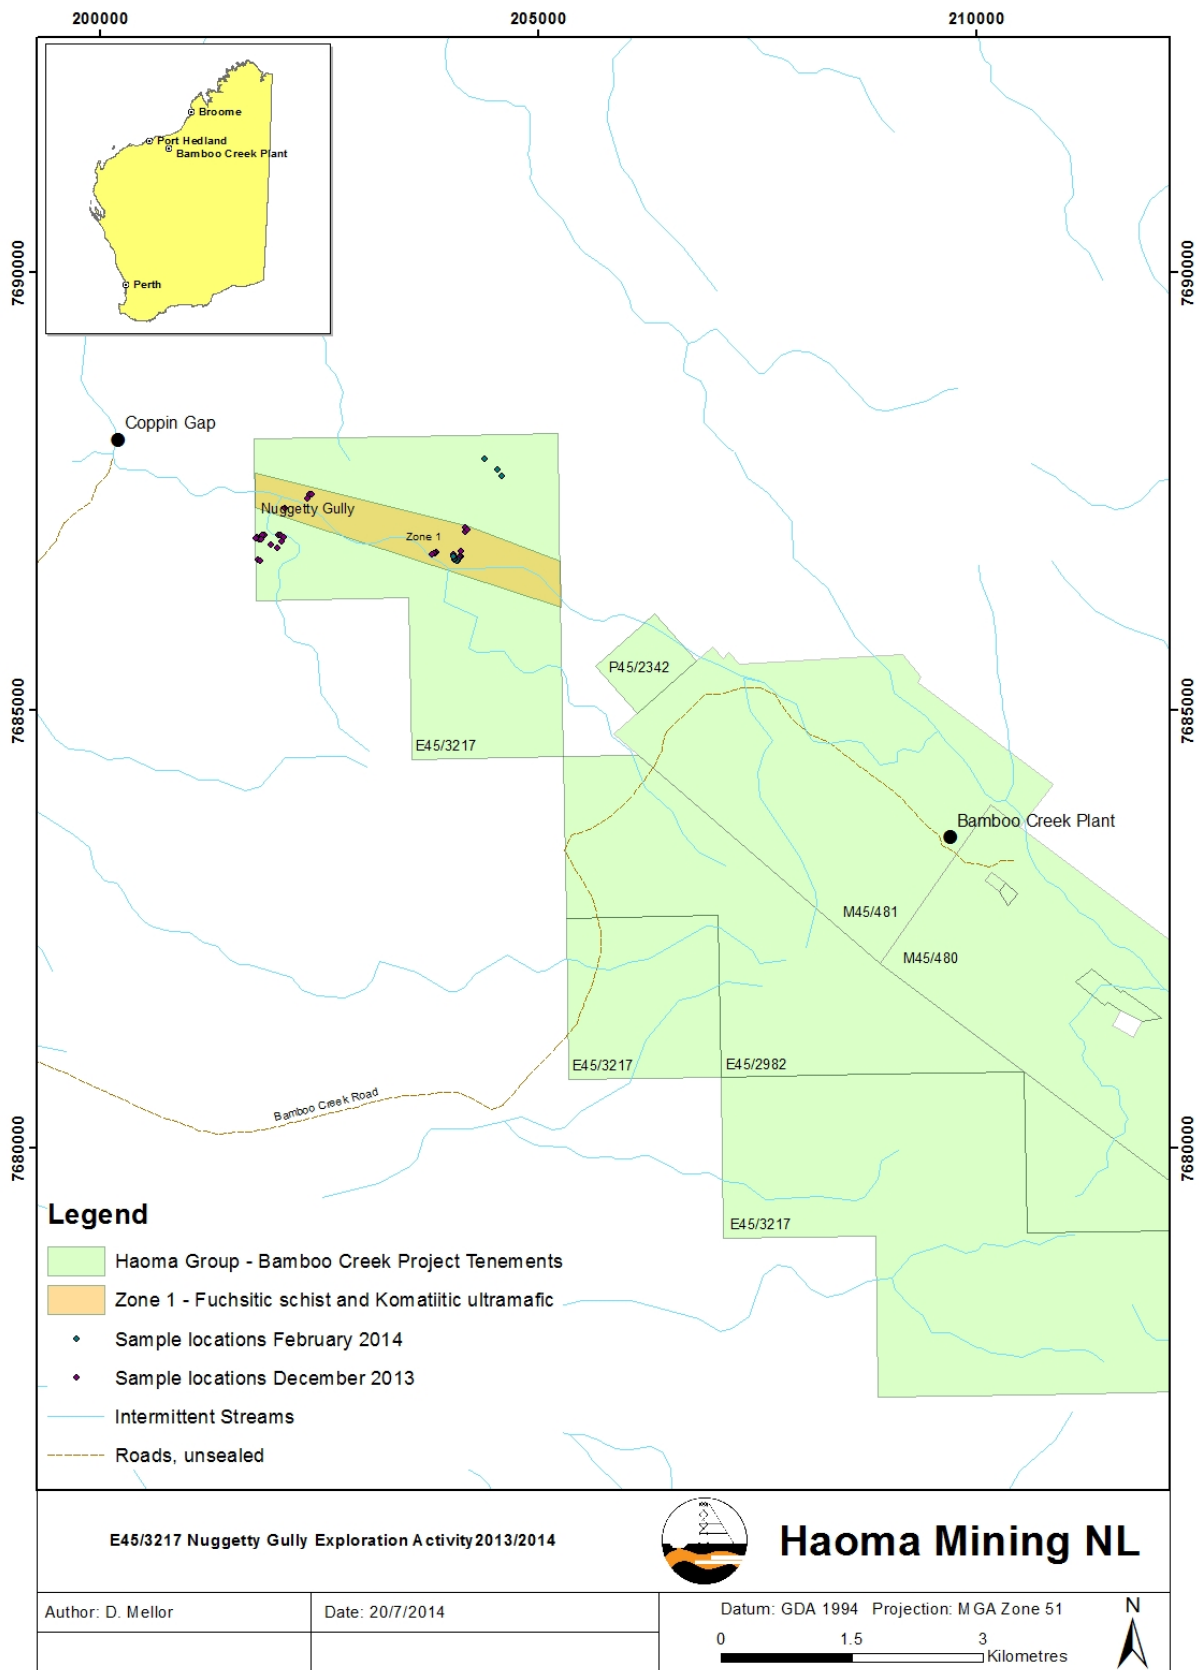 200000 205000 210000
Broome
Port Hedland
Bamboo Creek Plant
Perth
7690000
7690000
Coppin Gap
Nuggetty Gully
Zone 1
P45/2342
7685000
7685000
E45/3217
Bamboo Creek Plant
M45/481
M45/480
E45/3217
E45/2982
Bamboo Creek Road
7680000
7680000
E45/3217
Legend
Haoma Group - Bamboo Creek Project Tenements
Zone 1 - Fuchsitic schist and Komatiitic ultramafic
Sample locations February 2014
Sample locations December 2013
Intermittent Streams
Roads, unsealed
E45/3217 Nuggetty Gully Exploration Activity 2013/2014
Haoma Mining NL
Author: D. Mellor
Date: 20/7/2014
Datum: GDA 1994 Projection: MGA Zone 51
N
0 1.5 3
Kilometres